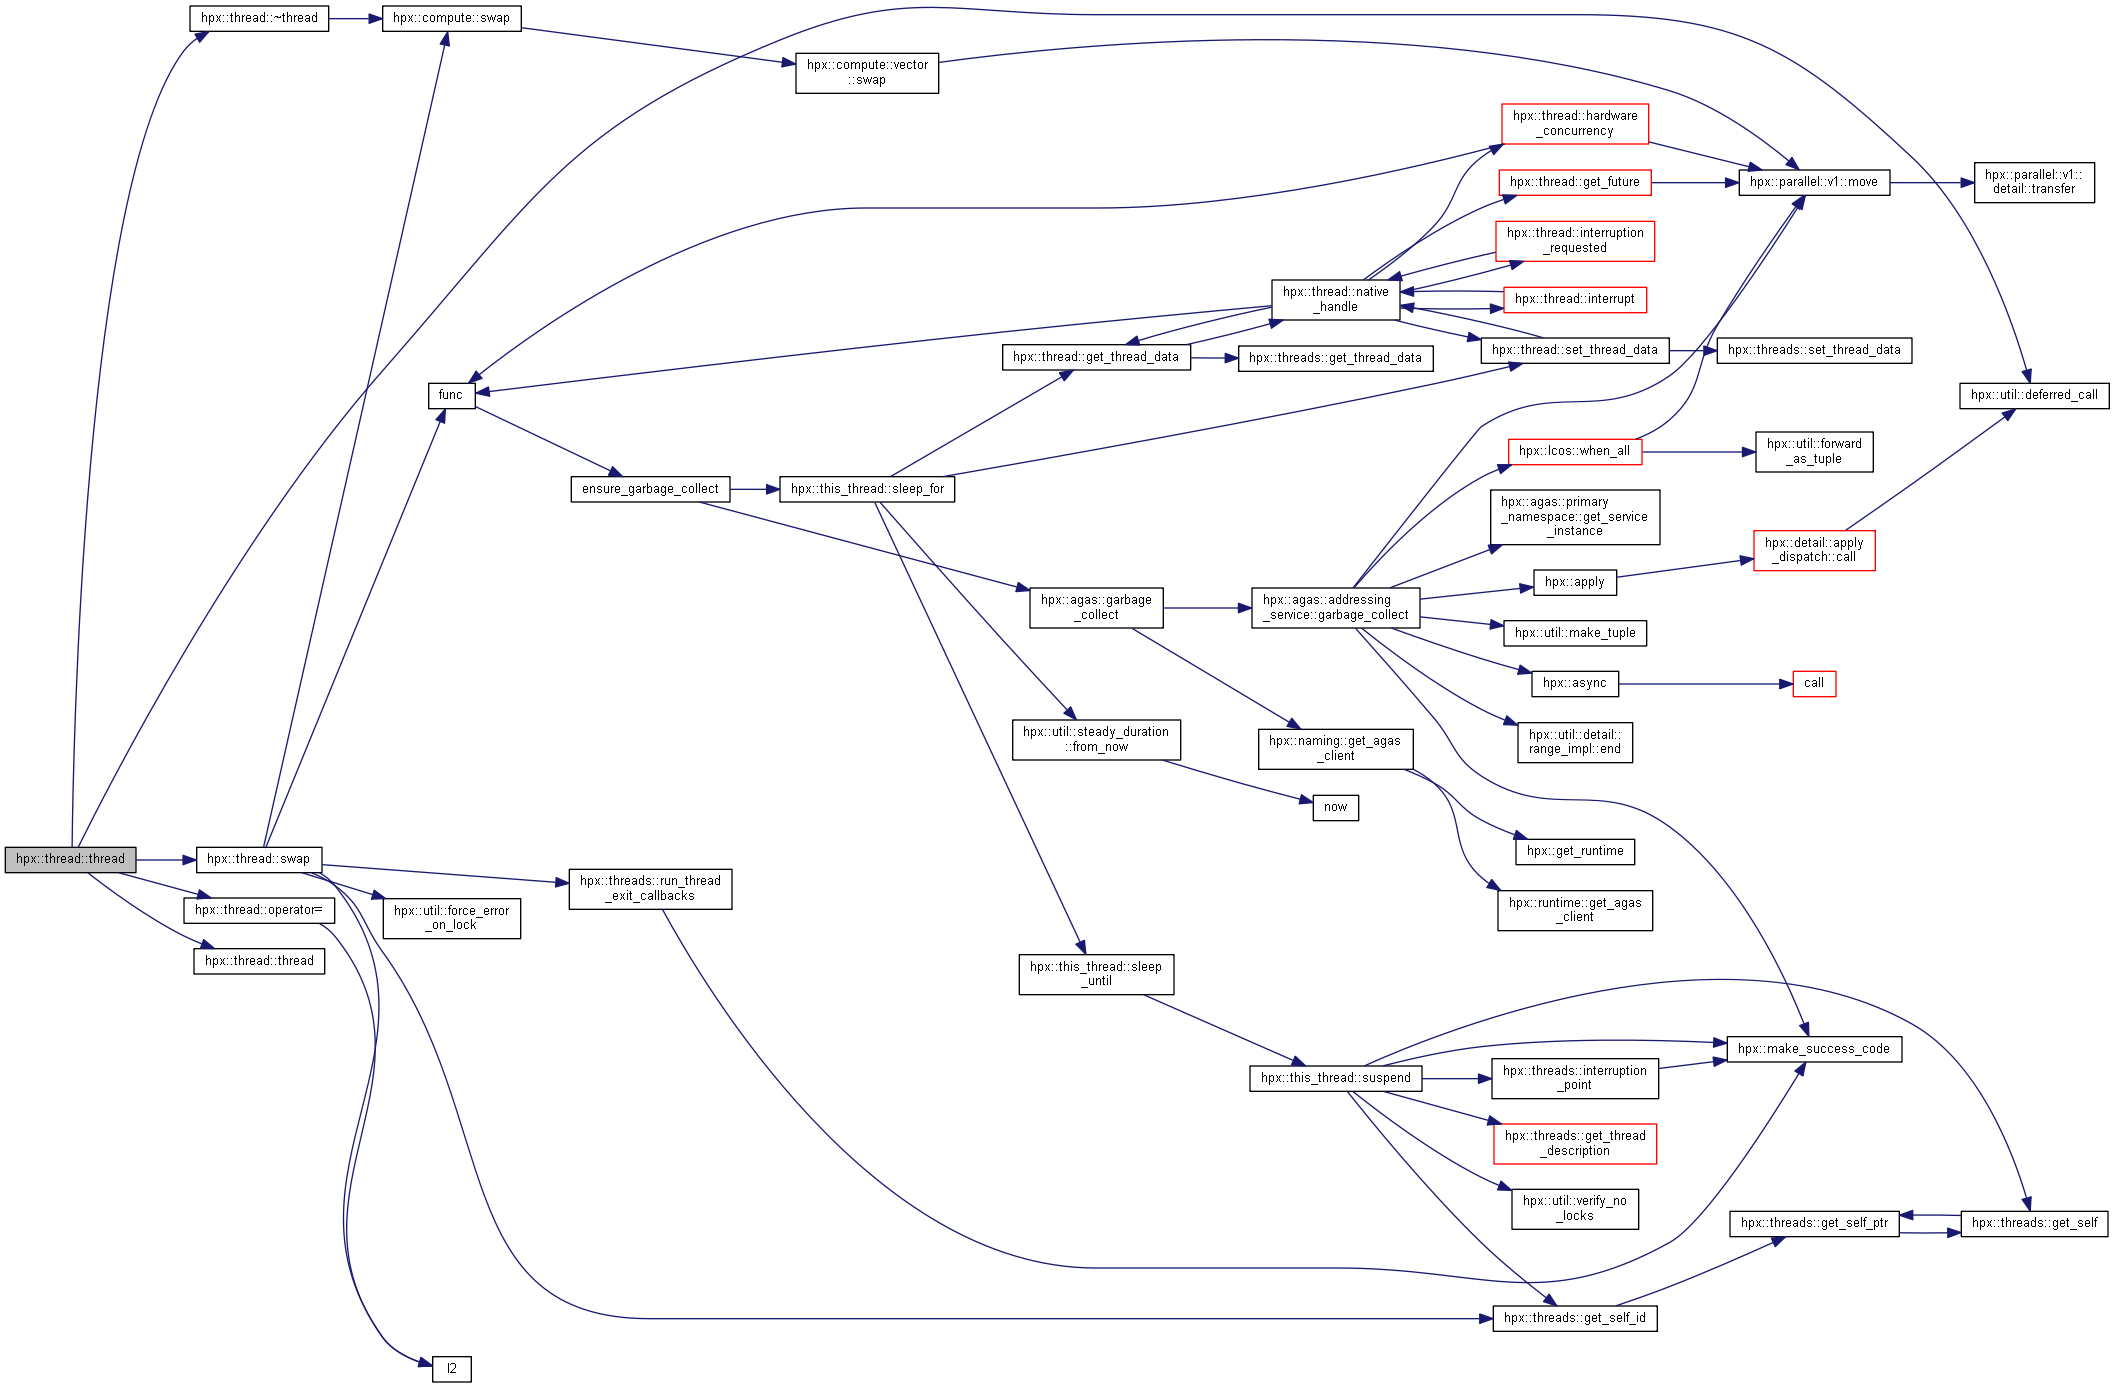 hpx::thread::~thread
hpx::compute::swap
hpx::compute::vector
::swap
hpx::thread::hardware
_concurrency
hpx::thread::get_future
hpx::parallel::v1::move
hpx::parallel::v1::
detail::transfer
hpx::thread::interruption
_requested
hpx::thread::native
_handle
hpx::thread::interrupt
hpx::thread::get_thread_data
hpx::threads::get_thread_data
hpx::thread::set_thread_data
hpx::threads::set_thread_data
func
hpx::util::deferred_call
hpx::lcos::when_all
hpx::util::forward
_as_tuple
ensure_garbage_collect
hpx::this_thread::sleep_for
hpx::agas::primary
_namespace::get_service
_instance
hpx::detail::apply
_dispatch::call
hpx::apply
hpx::agas::garbage
_collect
hpx::agas::addressing
_service::garbage_collect
hpx::util::make_tuple
hpx::async
call
hpx::util::steady_duration
::from_now
hpx::naming::get_agas
_client
hpx::util::detail::
range_impl::end
now
hpx::get_runtime
hpx::thread::thread
hpx::thread::swap
hpx::threads::run_thread
_exit_callbacks
hpx::runtime::get_agas
_client
hpx::thread::operator=
hpx::util::force_error
_on_lock
hpx::thread::thread
hpx::this_thread::sleep
_until
hpx::make_success_code
hpx::this_thread::suspend
hpx::threads::interruption
_point
hpx::threads::get_thread
_description
hpx::util::verify_no
_locks
hpx::threads::get_self_ptr
hpx::threads::get_self
hpx::threads::get_self_id
l2